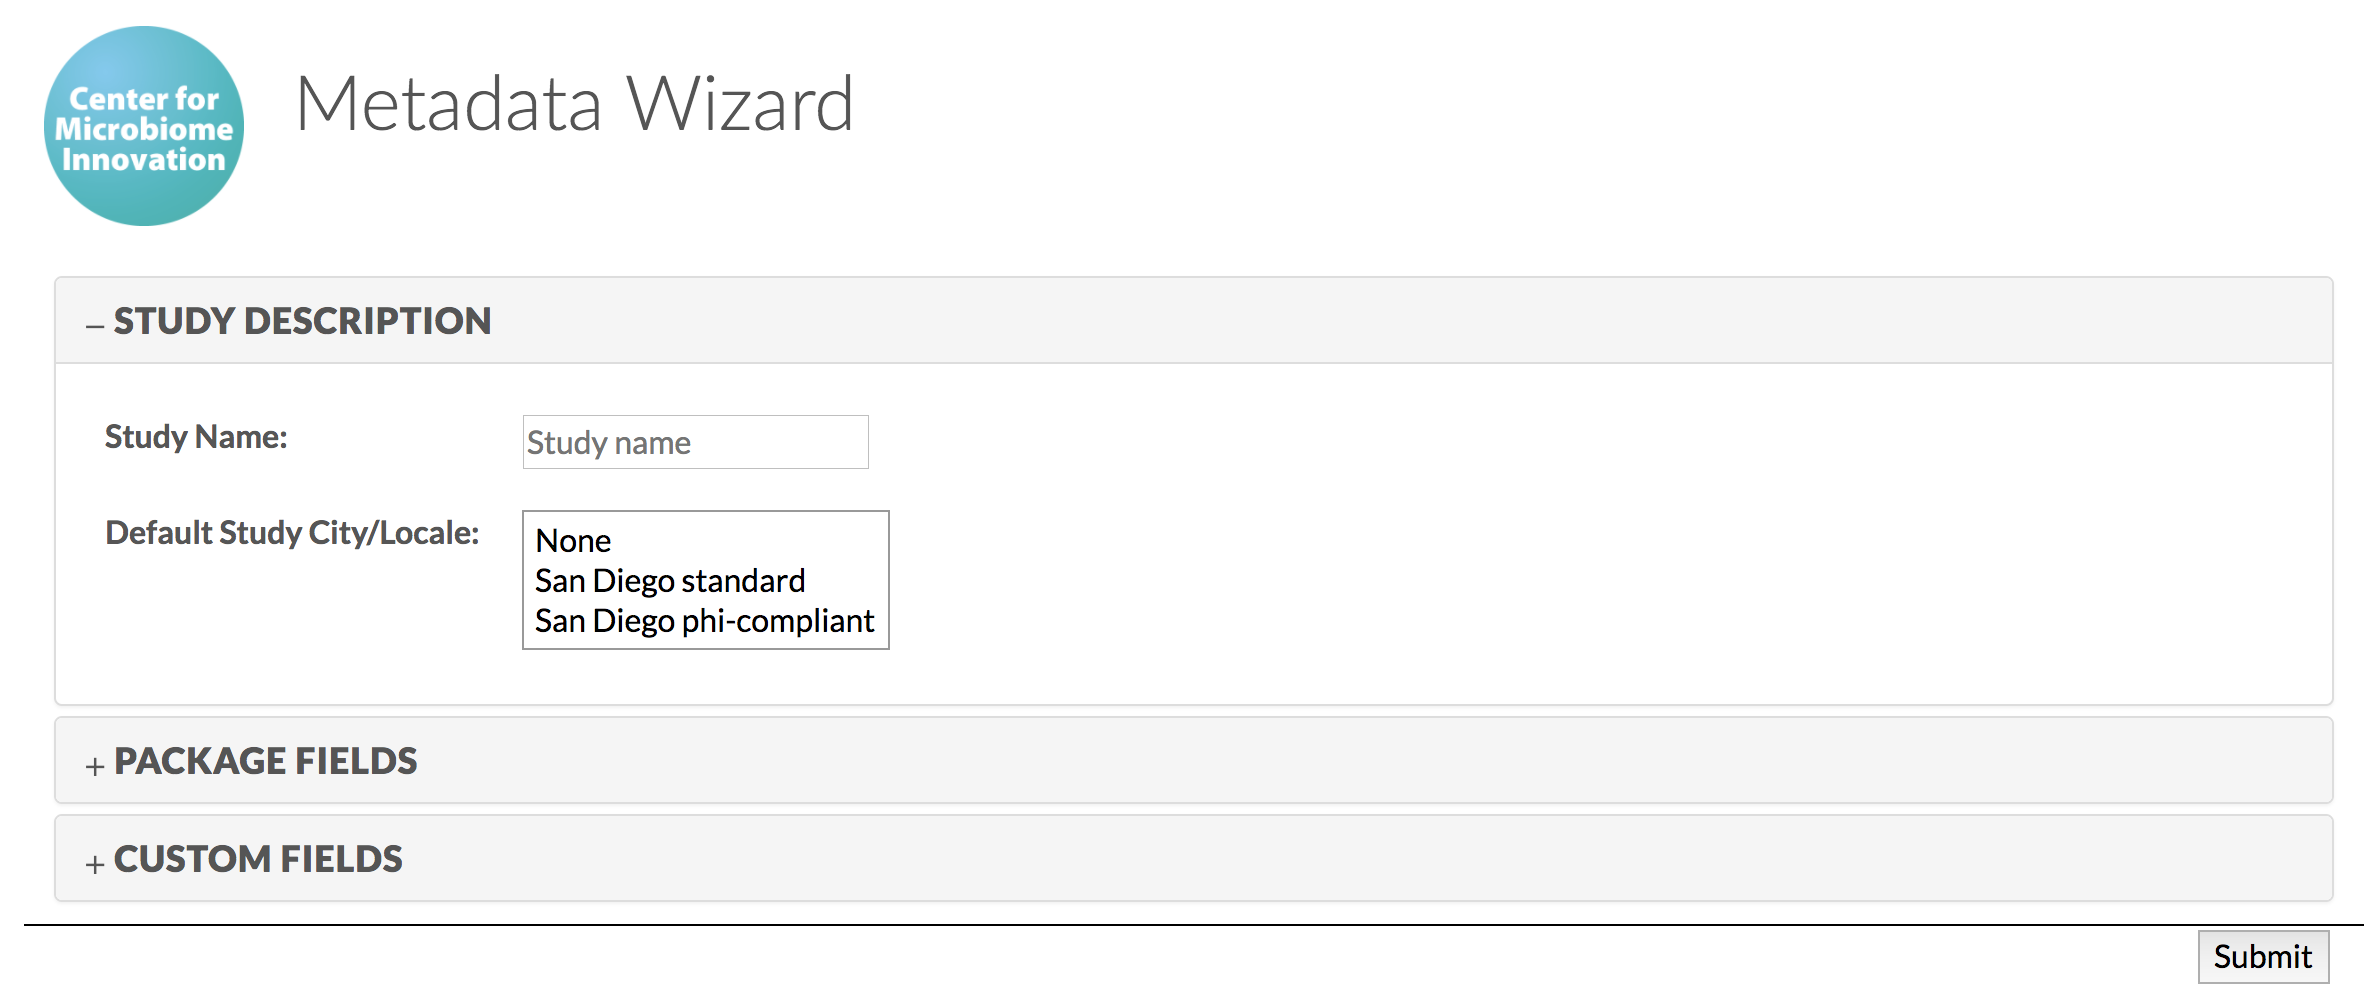 Center for
Microbiome
Innovation
Metadata Wizard
– STUDY DESCRIPTION
Study Name:
Study name
Default Study City/Locale:
None
San Diego standard
San Diego phi-compliant
+ PACKAGE FIELDS
+ CUSTOM FIELDS
Submit